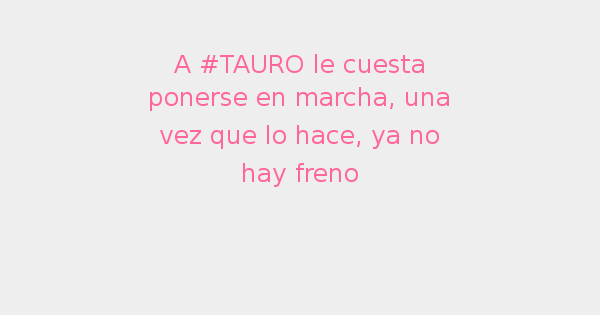 A #TAURO le cuesta
ponerse en marcha, una
vez que lo hace, ya no
hay freno